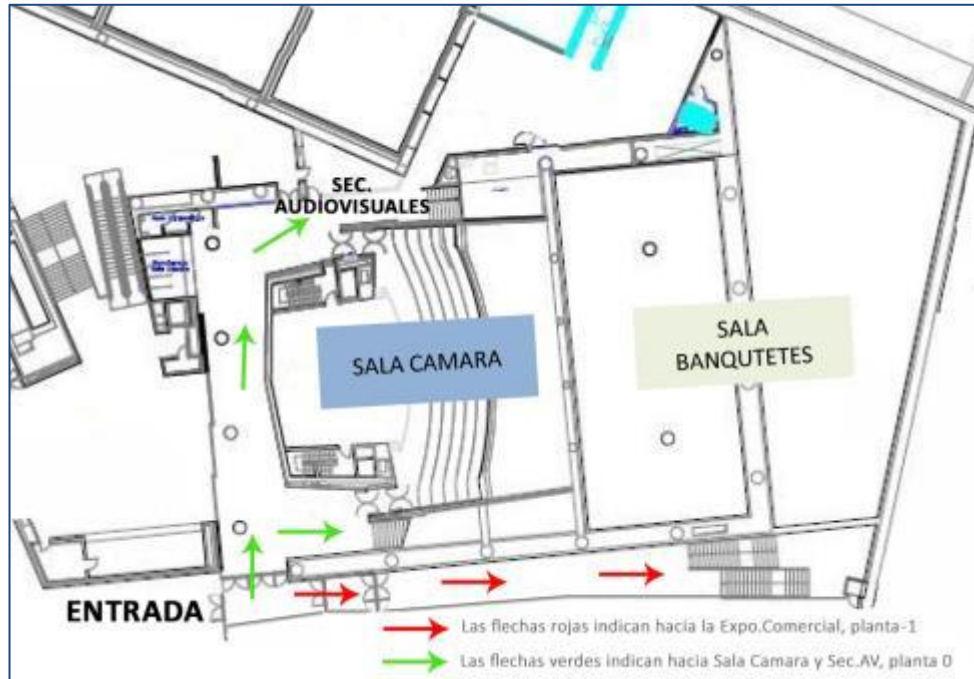 SEC.
AUDIOVISUALES
SALA CAMARA
SALA
BANQUTETES
ENTRADA
Las flechas rojas indican hacía la Expo.Comercial, planta-1
Las flechas verdes indican hacia Sala Camara y Sec.AV, planta 0